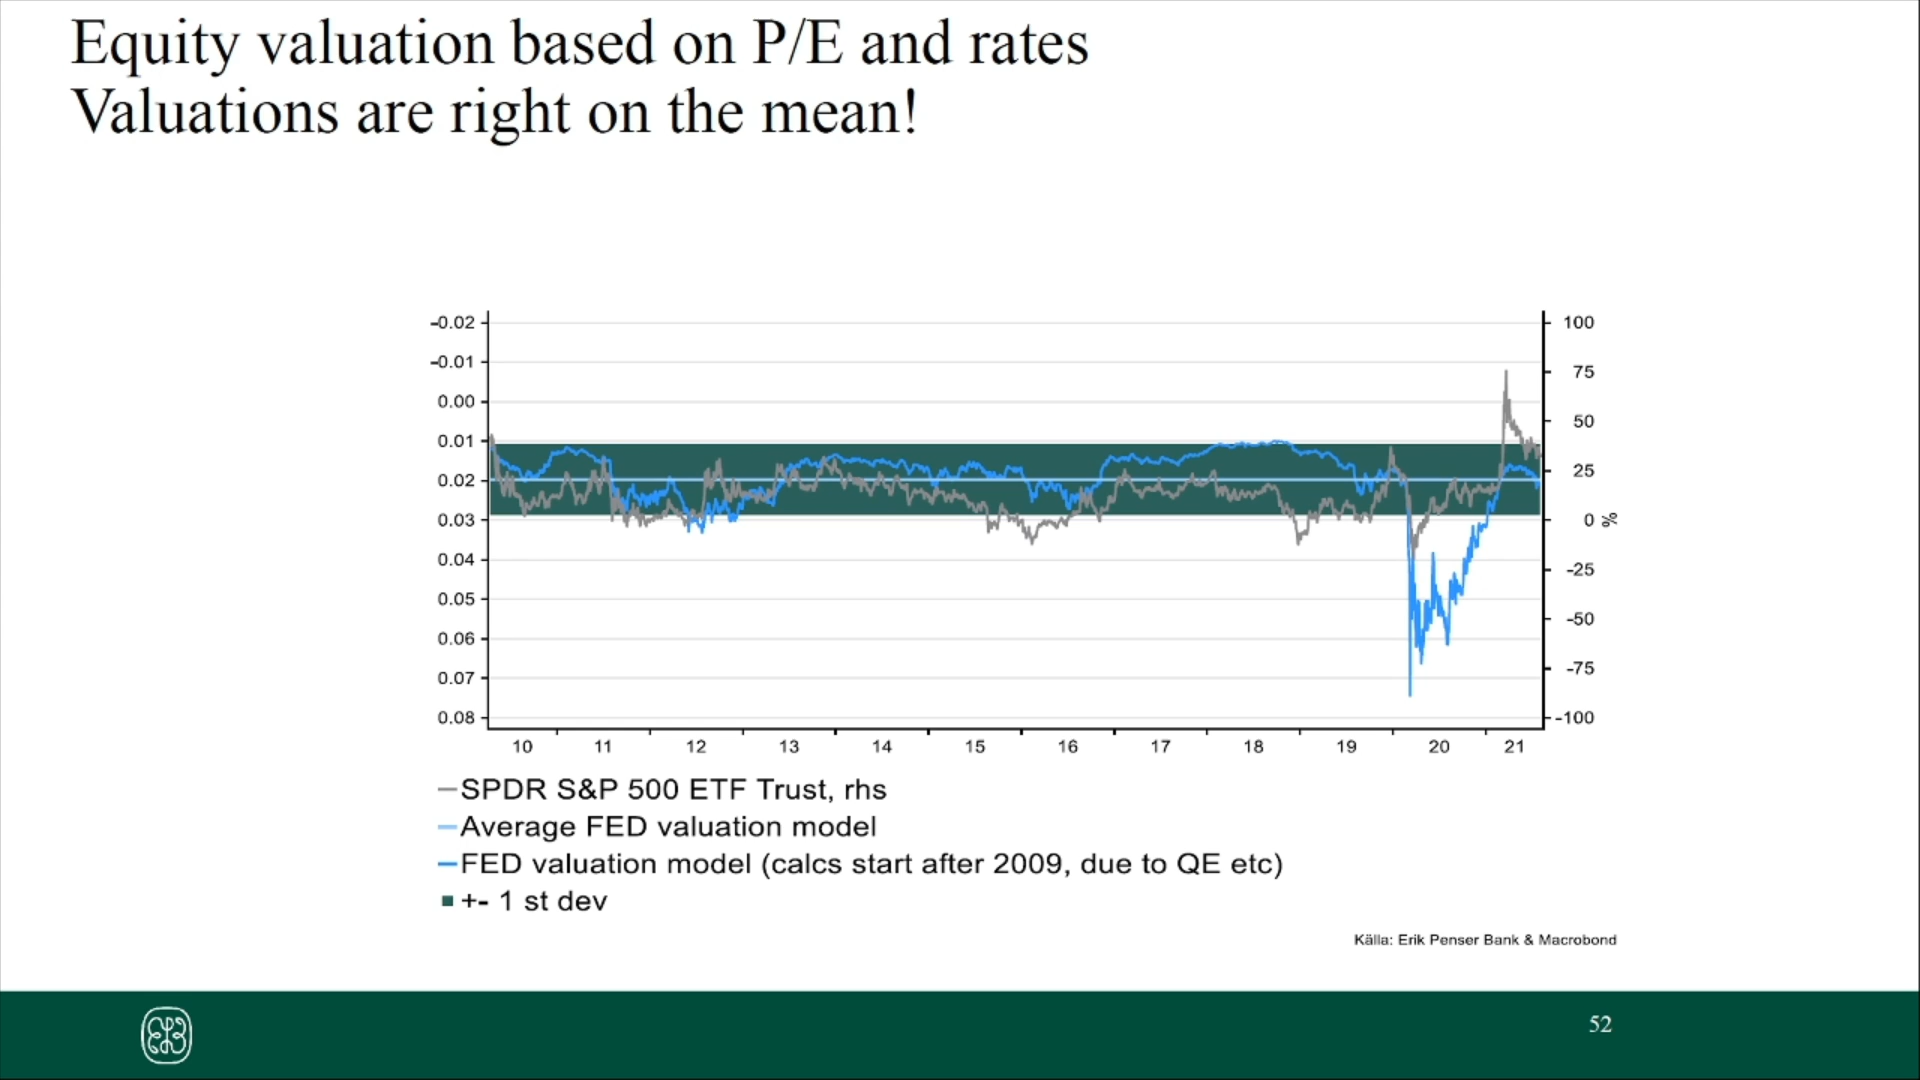 Equity valuation based on P/E and rates
Valuations are right on the mean!
-0.02
-0.01
0.00
0.01
0.02
0.03
0.04
0.05
0.06
0.07
0.08
100
75
50
25
0 %
-25
-50
-75
-100
10 11 12 13 14 15 16 17 18 19 20 21
SPDR S&P 500 ETF Trust, rhs
Average FED valuation model
FED valuation model (calcs start after 2009, due to QE etc)
+- 1 st dev
Källa: Erik Penser Bank & Macrobond
52